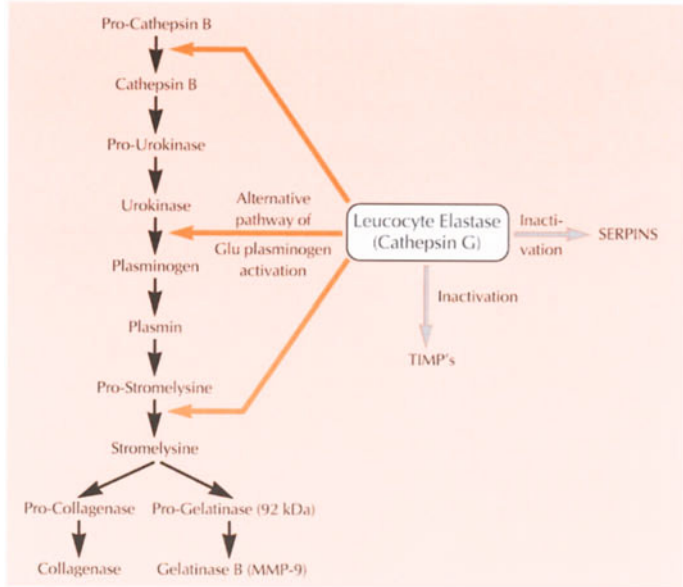 Pro-Cathepsin B
Cathepsin B
Pro-Urokinase
Urokinase
Alternative
pathway of
Glu plasminogen
activation
Leucocyte Elastase
(Cathepsin G)
Inacti-
vation
SERPINS
Plasminogen
Inactivation
Plasmin
TIMP's
Pro-Stromelysine
Stromelysine
Pro-Collagenase
Pro-Gelatinase (92 kDa)
Collagenase
Gelatinase B (MMP-9)